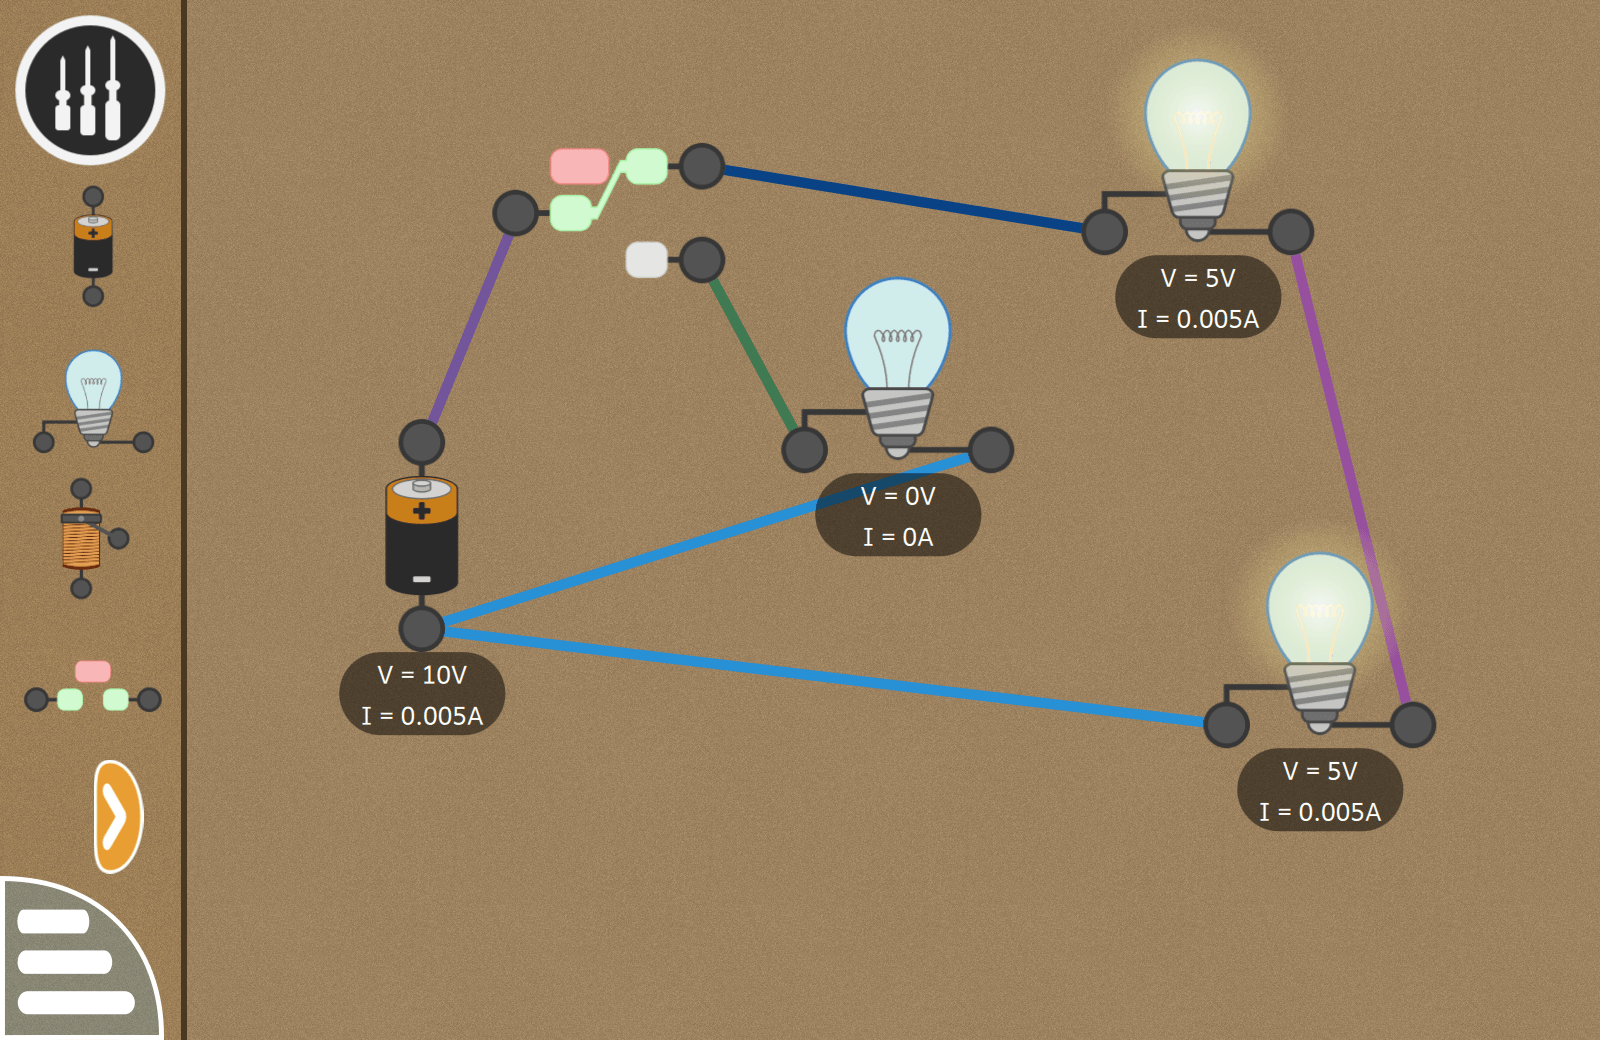 V = 5V
I = 0.005A
V = 0V
I = 0A
V = 10V
I = 0.005A
V = 5V
I = 0.005A